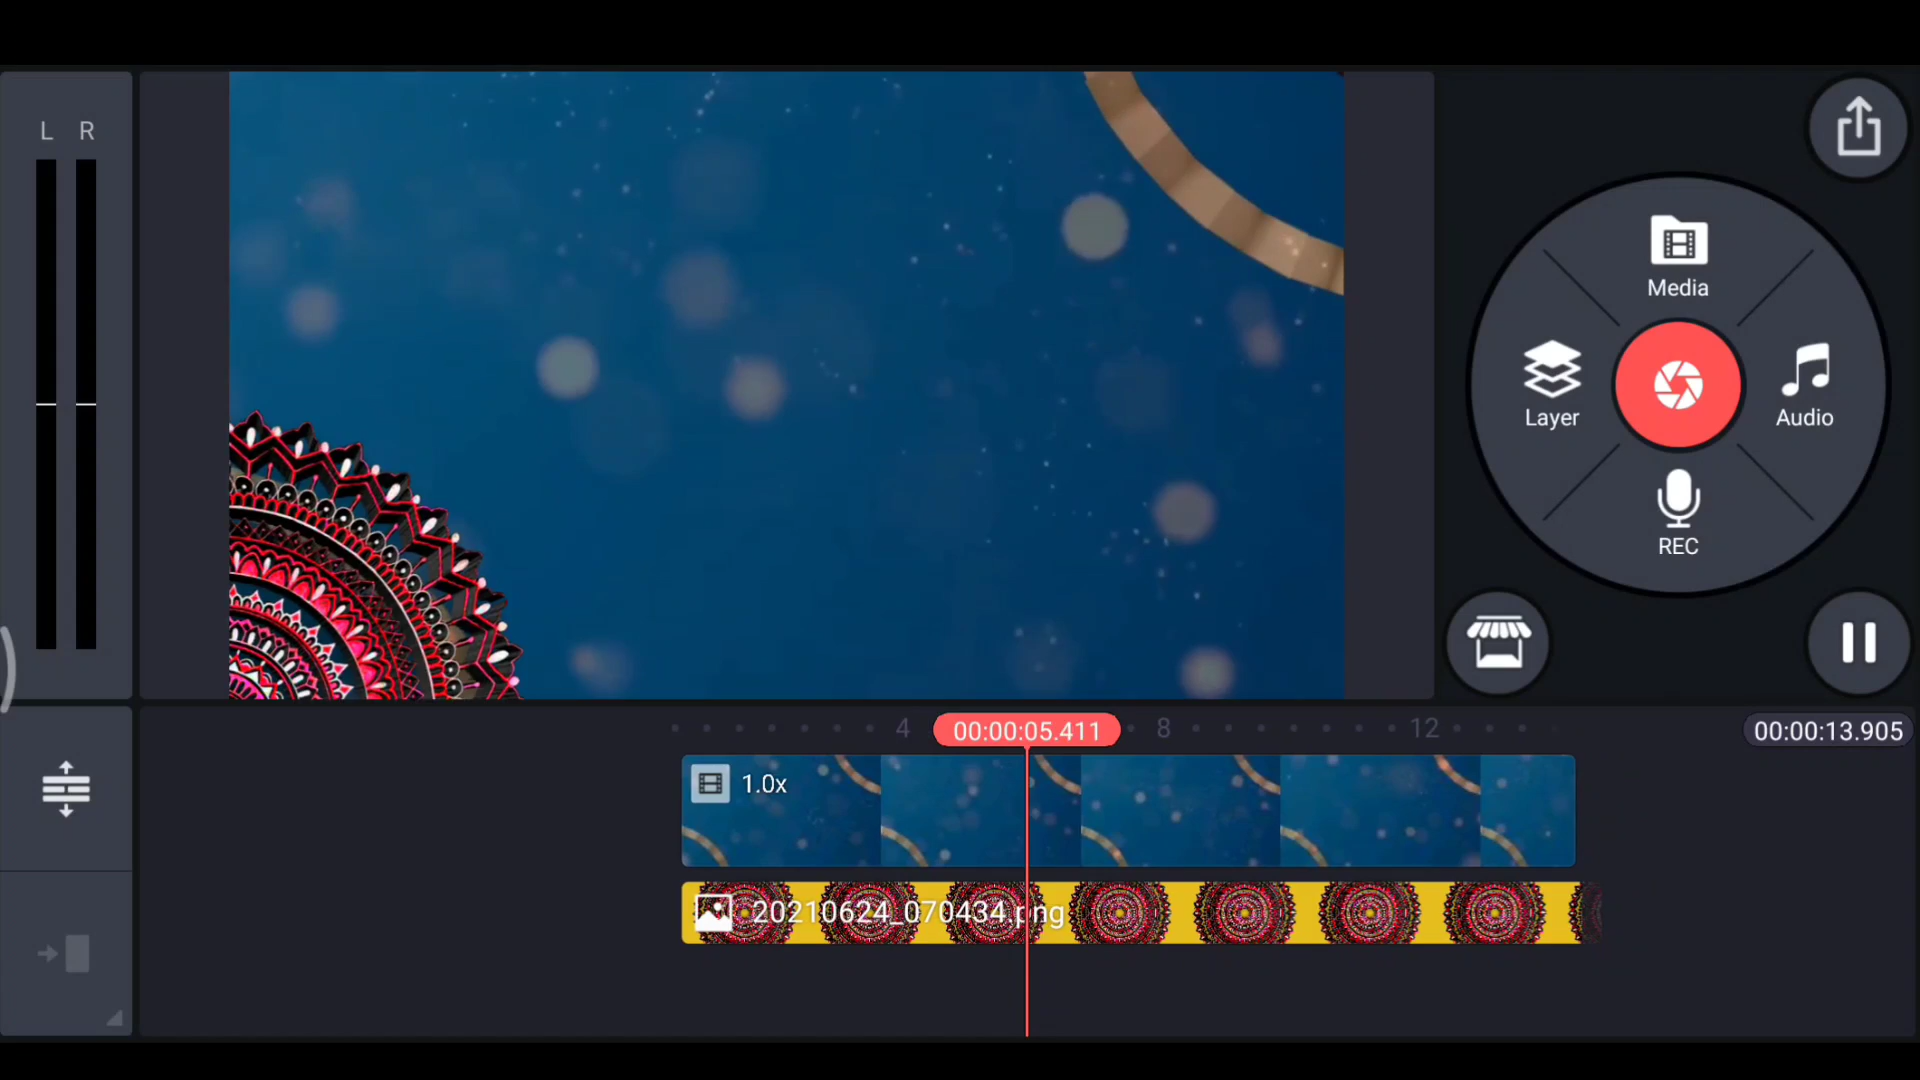 L R
Media
Layer
Audio
REC
4 00:00:05.411 8 12 00:00:13.905
1.0x
20210624_070434.png